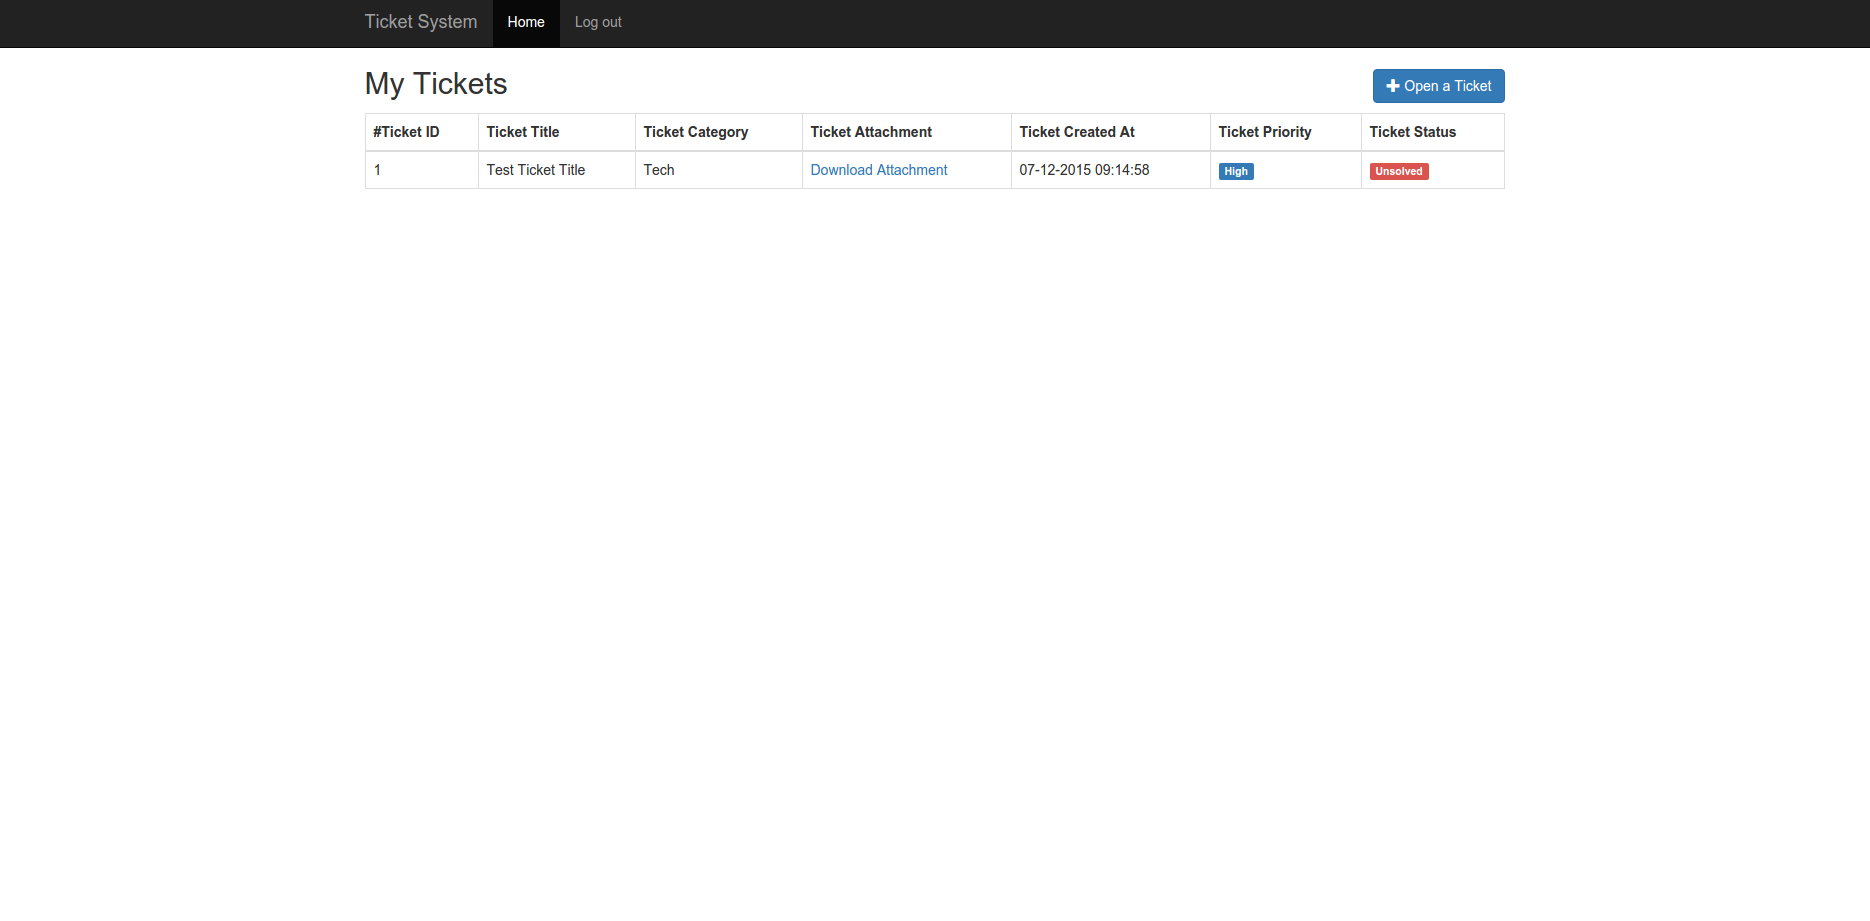 Ticket System Home Log out
My Tickets
Open a Ticket
#Ticket ID Ticket Title Ticket Category Ticket Attachment Ticket Created At Ticket Priority Ticket Status
1 Test Ticket Title Tech Download Attachment 07-12-2015 09:14:58 High Unsolved